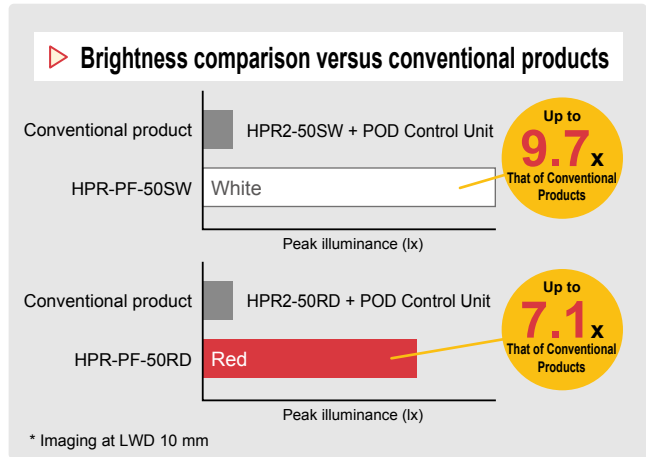 Brightness comparison versus conventional products
Conventional product
HPR2-50SW + POD Control Unit
HPR-PF-50SW
White
Peak illuminance (lx)
Up to
9.7x
That of Conventional
Products
Conventional product
HPR2-50RD + POD Control Unit
HPR-PF-50RD
Red
Peak illuminance (lx)
Up to
7.1x
That of Conventional
Products
* Imaging at LWD 10 mm